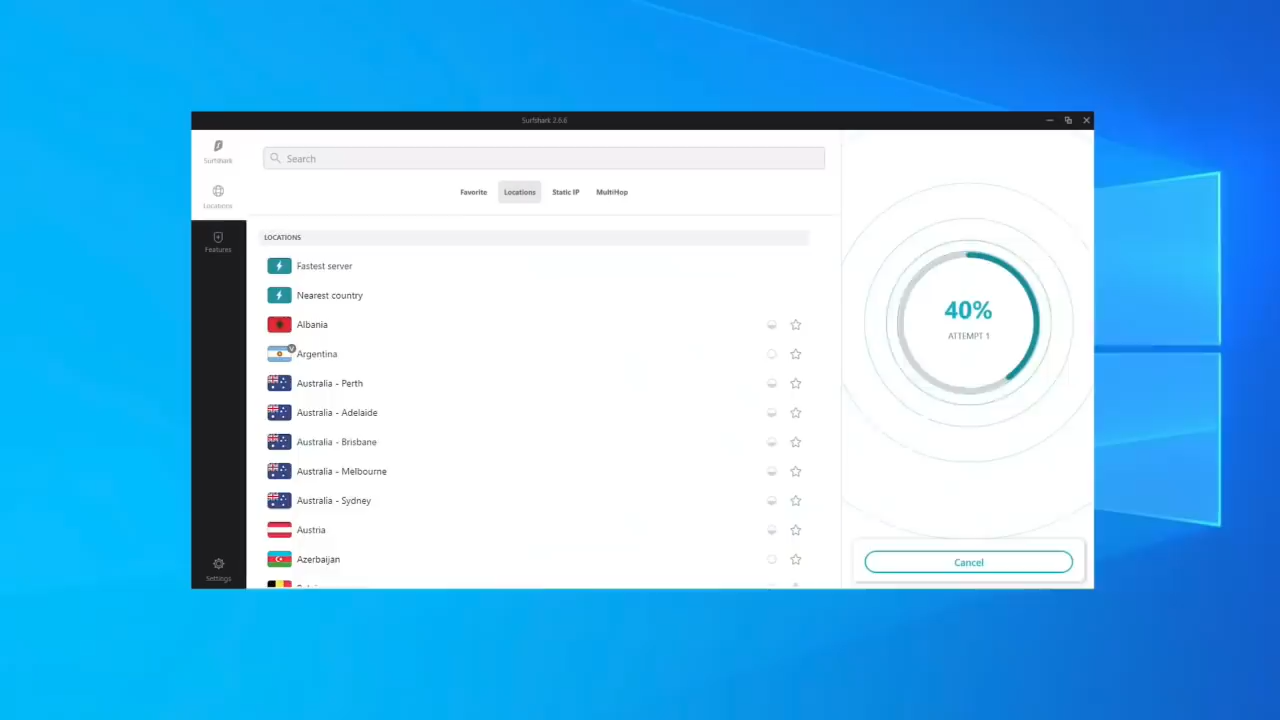 Surfshark 2.6.6
Surfshark
Search
Locations
Favorite Locations Static IP MultiHop
Features
LOCATIONS
Fastest server
Nearest country
Albania
V
Argentina
Australia - Perth
Australia - Adelaide
Australia - Brisbane
Australia - Melbourne
Australia - Sydney
Austria
Azerbaijan
40%
ATTEMPT 1
Cancel
Settings